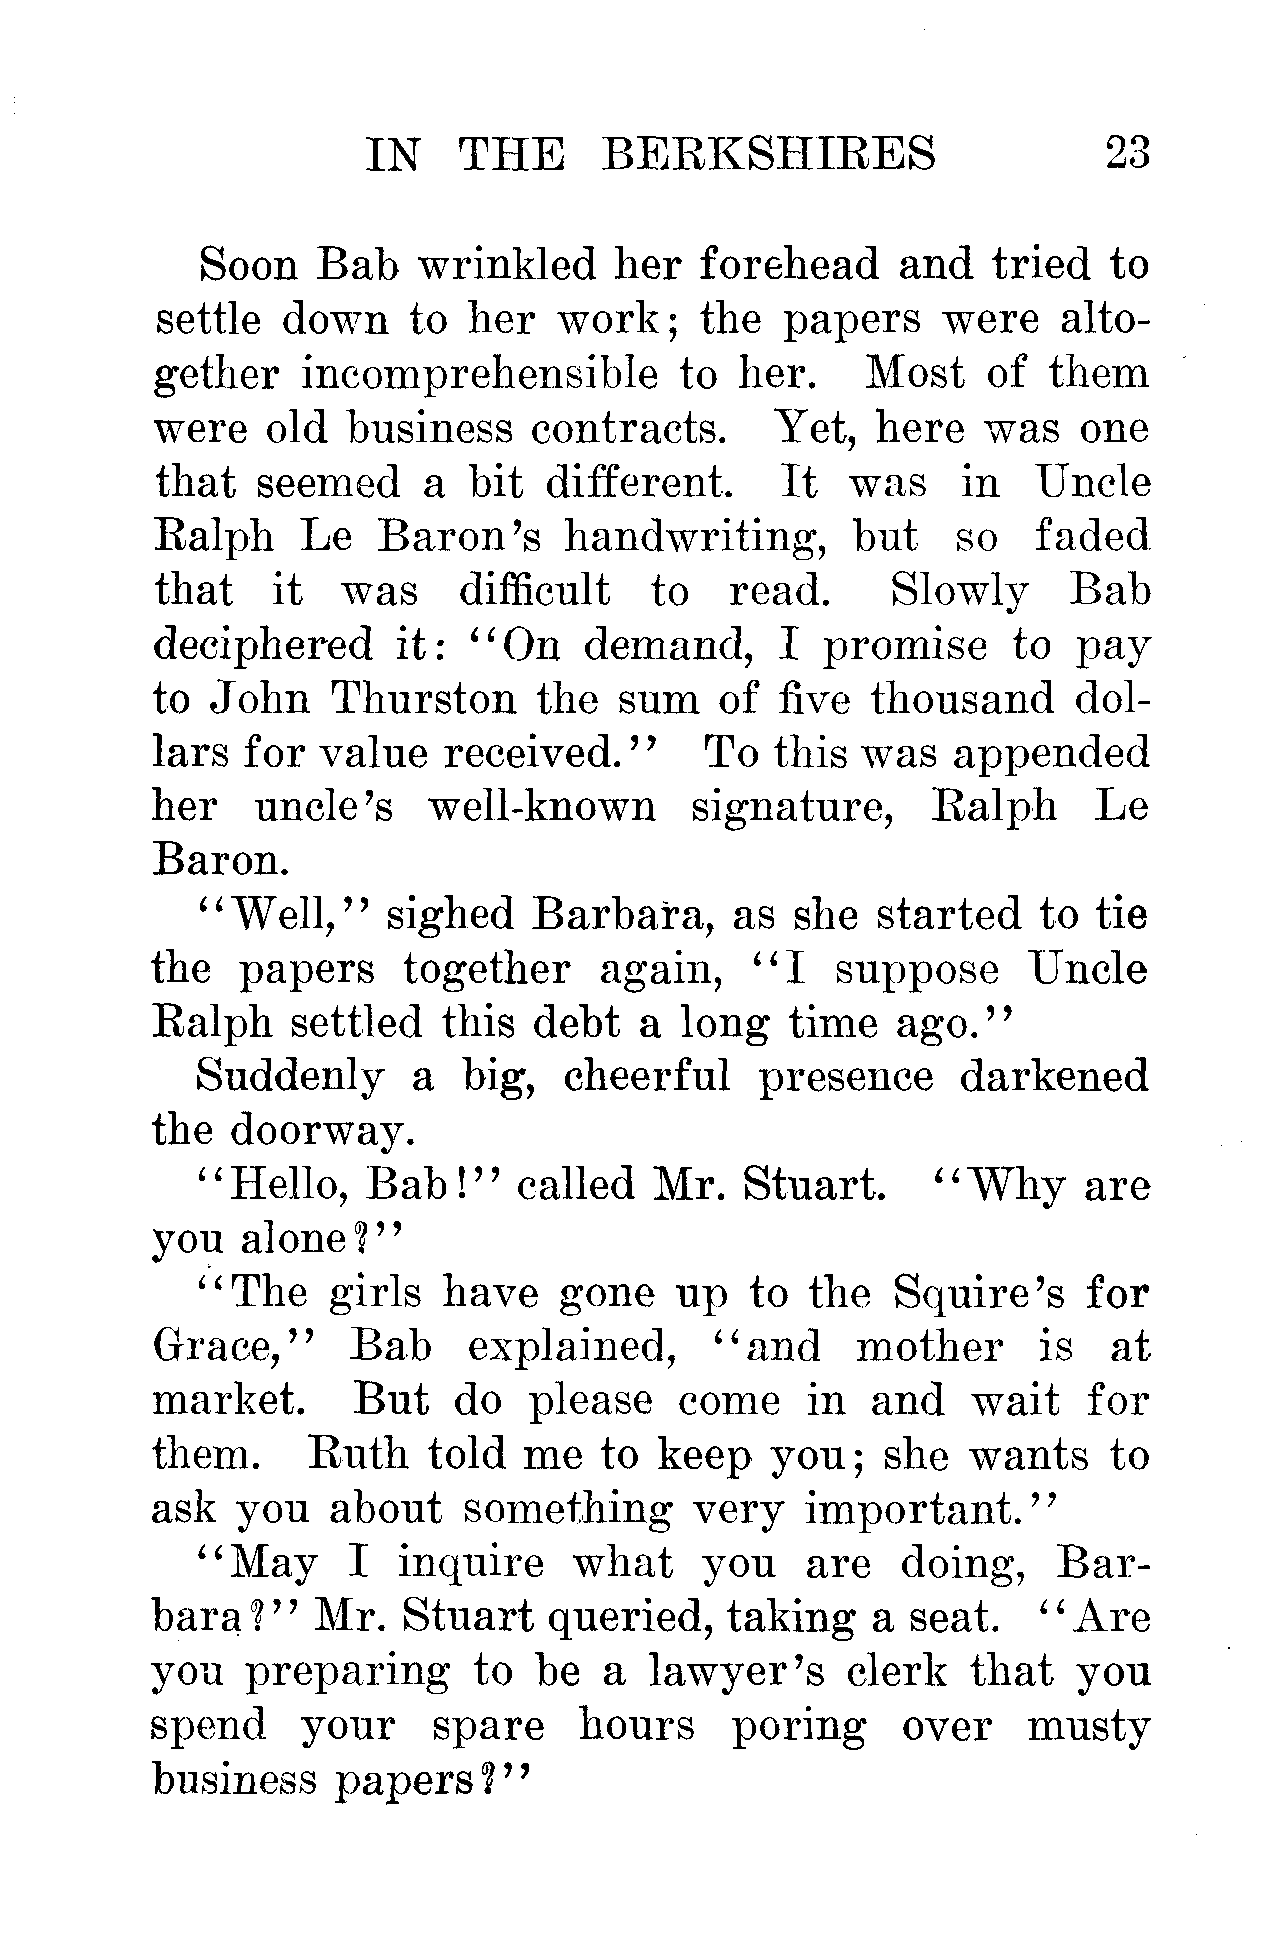 IN THE BERKSHIRES 23
Soon Bab wrinkled her forehead and tried to
settle down to her work; the papers were alto-
gether incomprehensible to her. Most of them
were old business contracts. Yet, here was one
that seemed a bit different. It was in Uncle
Ralph Le Baron's handwriting, but so faded
that it was difficult to read. Slowly Bab
deciphered it: "On demand, I promise to pay
to John Thurston the sum of five thousand dol-
lars for value received." To this was appended
her uncle's well-known signature, Ralph Le
Baron.
"Well," sighed Barbara, as she started to tie
the papers together again, "I suppose Uncle
Ralph settled this debt a long time ago."
Suddenly a big, cheerful presence darkened
the doorway.
"Hello, Bab!" called Mr. Stuart. "Why are
you alone?"
"The girls have gone up to the Squire's for
Grace," Bab explained, "and mother is at
market. But do please come in and wait for
them. Ruth told me to keep you; she wants to
ask you about something very important."
"May I inquire what you are doing, Bar-
bara?" Mr. Stuart queried, taking a seat. "Are
you preparing to be a lawyer's clerk that you
spend your spare hours poring over musty
business papers?"